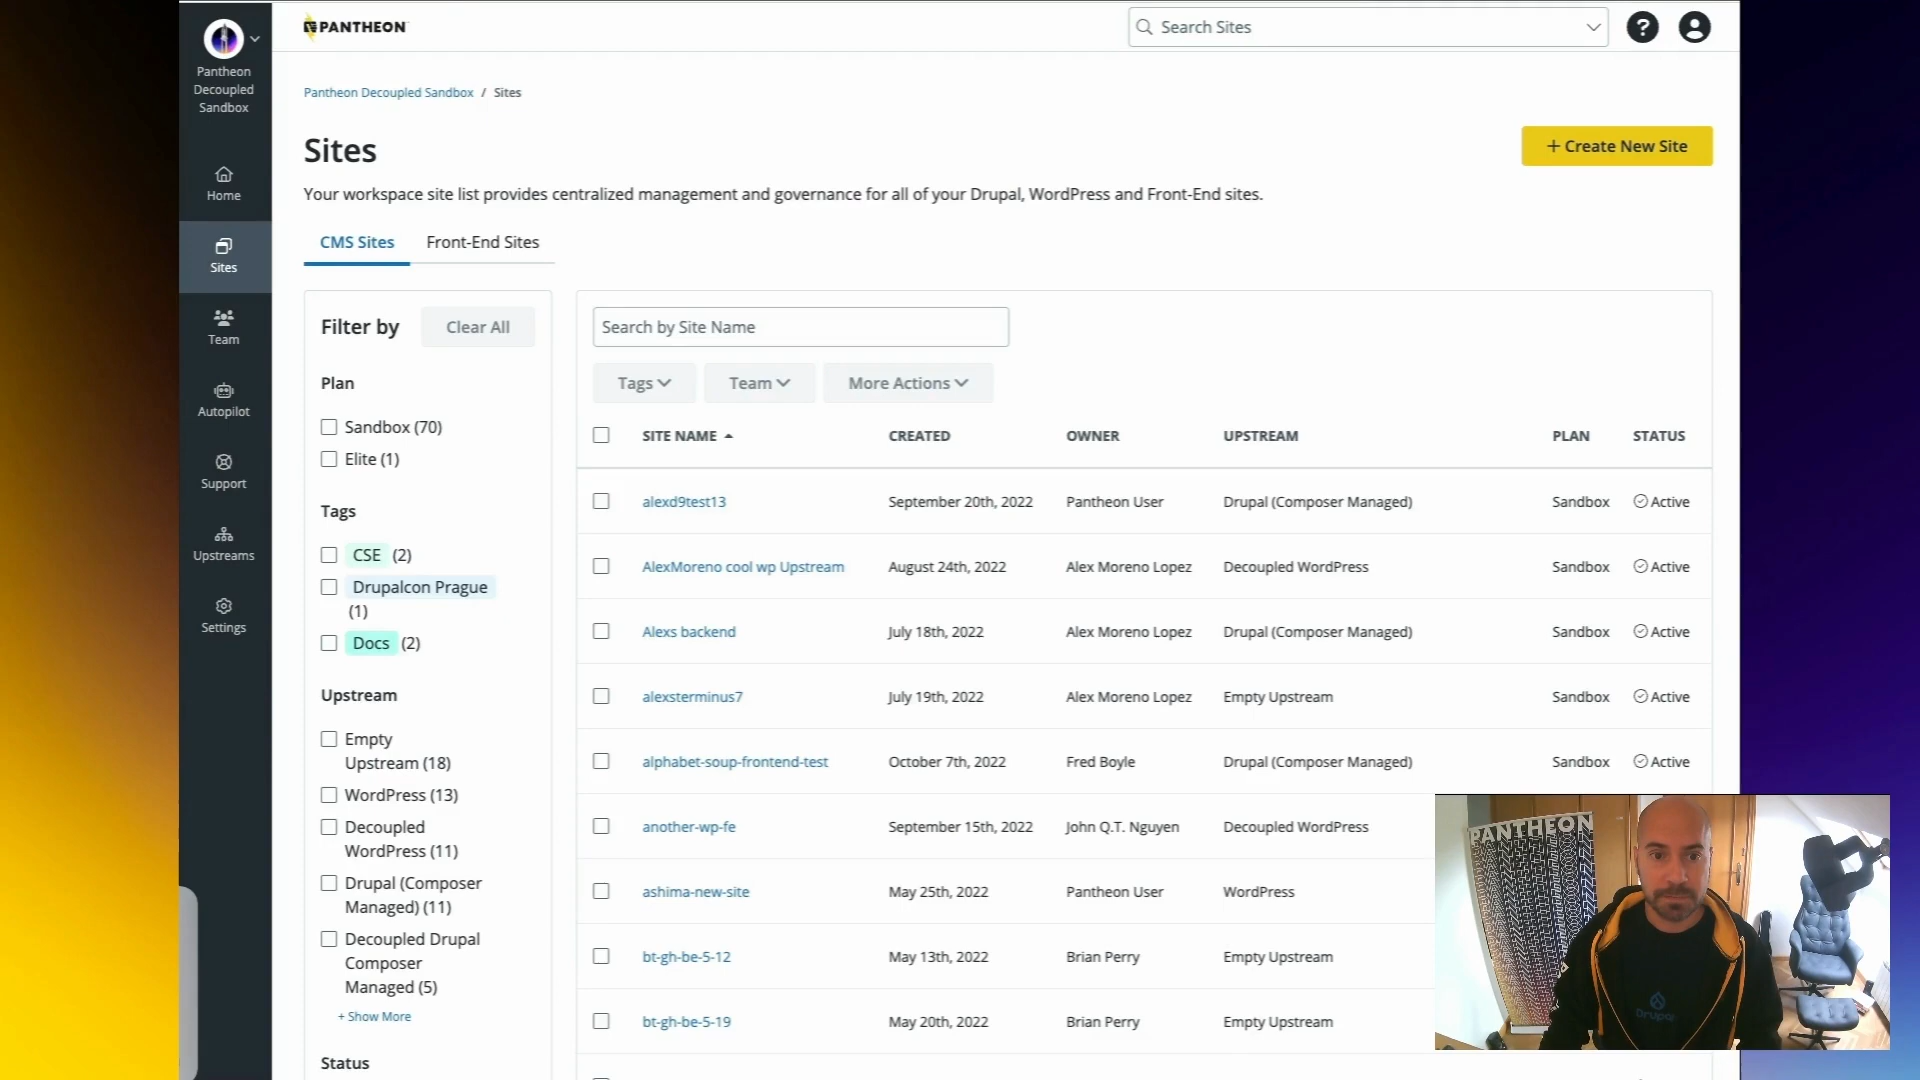 Pantheon
Decoupled
Sandbox
Home
Sites
Team
Autopilot
Support
Upstreams
Settings
PANTHEON
Search Sites
?
Pantheon Decoupled Sandbox / Sites
Sites
+ Create New Site
Your workspace site list provides centralized management and governance for all of your Drupal, WordPress and Front-End sites.
CMS Sites
Front-End Sites
Filter by
Clear All
Plan
Sandbox (70)
Elite (1)
Tags
CSE (2)
Drupalcon Prague
(1)
Docs (2)
Upstream
Empty
Upstream (18)
WordPress (13)
Decoupled
WordPress (11)
Drupal (Composer
Managed) (11)
Decoupled Drupal
Composer
Managed (5)
+ Show More
Status
Search by Site Name
Tags
Team
More Actions
SITE NAME CREATED OWNER UPSTREAM PLAN STATUS
alexd9test13 September 20th, 2022 Pantheon User Drupal (Composer Managed) Sandbox Active
AlexMoreno cool wp Upstream August 24th, 2022 Alex Moreno Lopez Decoupled WordPress Sandbox Active
Alexs backend July 18th, 2022 Alex Moreno Lopez Drupal (Composer Managed) Sandbox Active
alexsterminus7 July 19th, 2022 Alex Moreno Lopez Empty Upstream Sandbox Active
alphabet-soup-frontend-test October 7th, 2022 Fred Boyle Drupal (Composer Managed) Sandbox Active
another-wp-fe September 15th, 2022 John Q.T. Nguyen Decoupled WordPress
ashima-new-site May 25th, 2022 Pantheon User WordPress
bt-gh-be-5-12 May 13th, 2022 Brian Perry Empty Upstream
bt-gh-be-5-19 May 20th, 2022 Brian Perry Empty Upstream
PANTHEON
Drupal